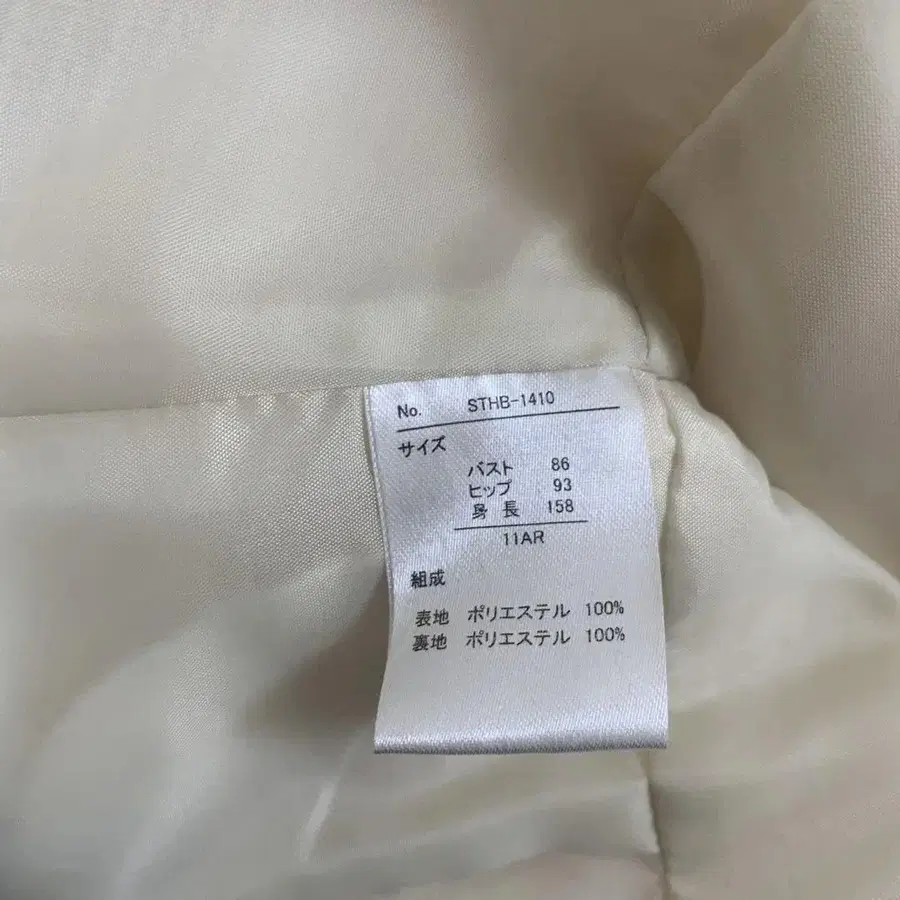 No. STHB-1410
サイズ
バスト 86
ヒップ 93
身長 158
11AR
組成
表地 ポリエステル 100%
裏地 ポリエステル 100%